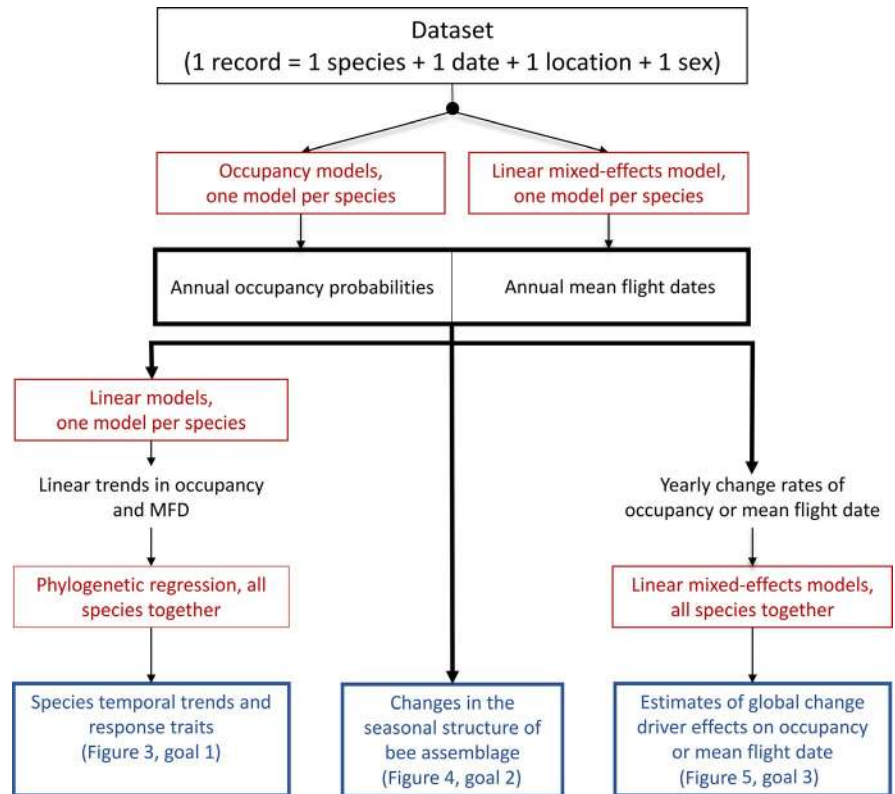 Dataset
(1 record = 1 species + 1 date + 1 location + 1 sex)
Occupancy models,
one model per species
Linear mixed-effects model,
one model per species
Annual occupancy probabilities
Annual mean flight dates
Linear models,
one model per species
Linear trends in occupancy
and MFD
Yearly change rates of
occupancy or mean flight date
Phylogenetic regression, all
species together
Linear mixed-effects models,
all species together
Species temporal trends and
response traits
(Figure 3, goal 1)
Changes in the
seasonal structure of
bee assemblage
(Figure 4, goal 2)
Estimates of global change
driver effects on occupancy
or mean flight date
(Figure 5, goal 3)